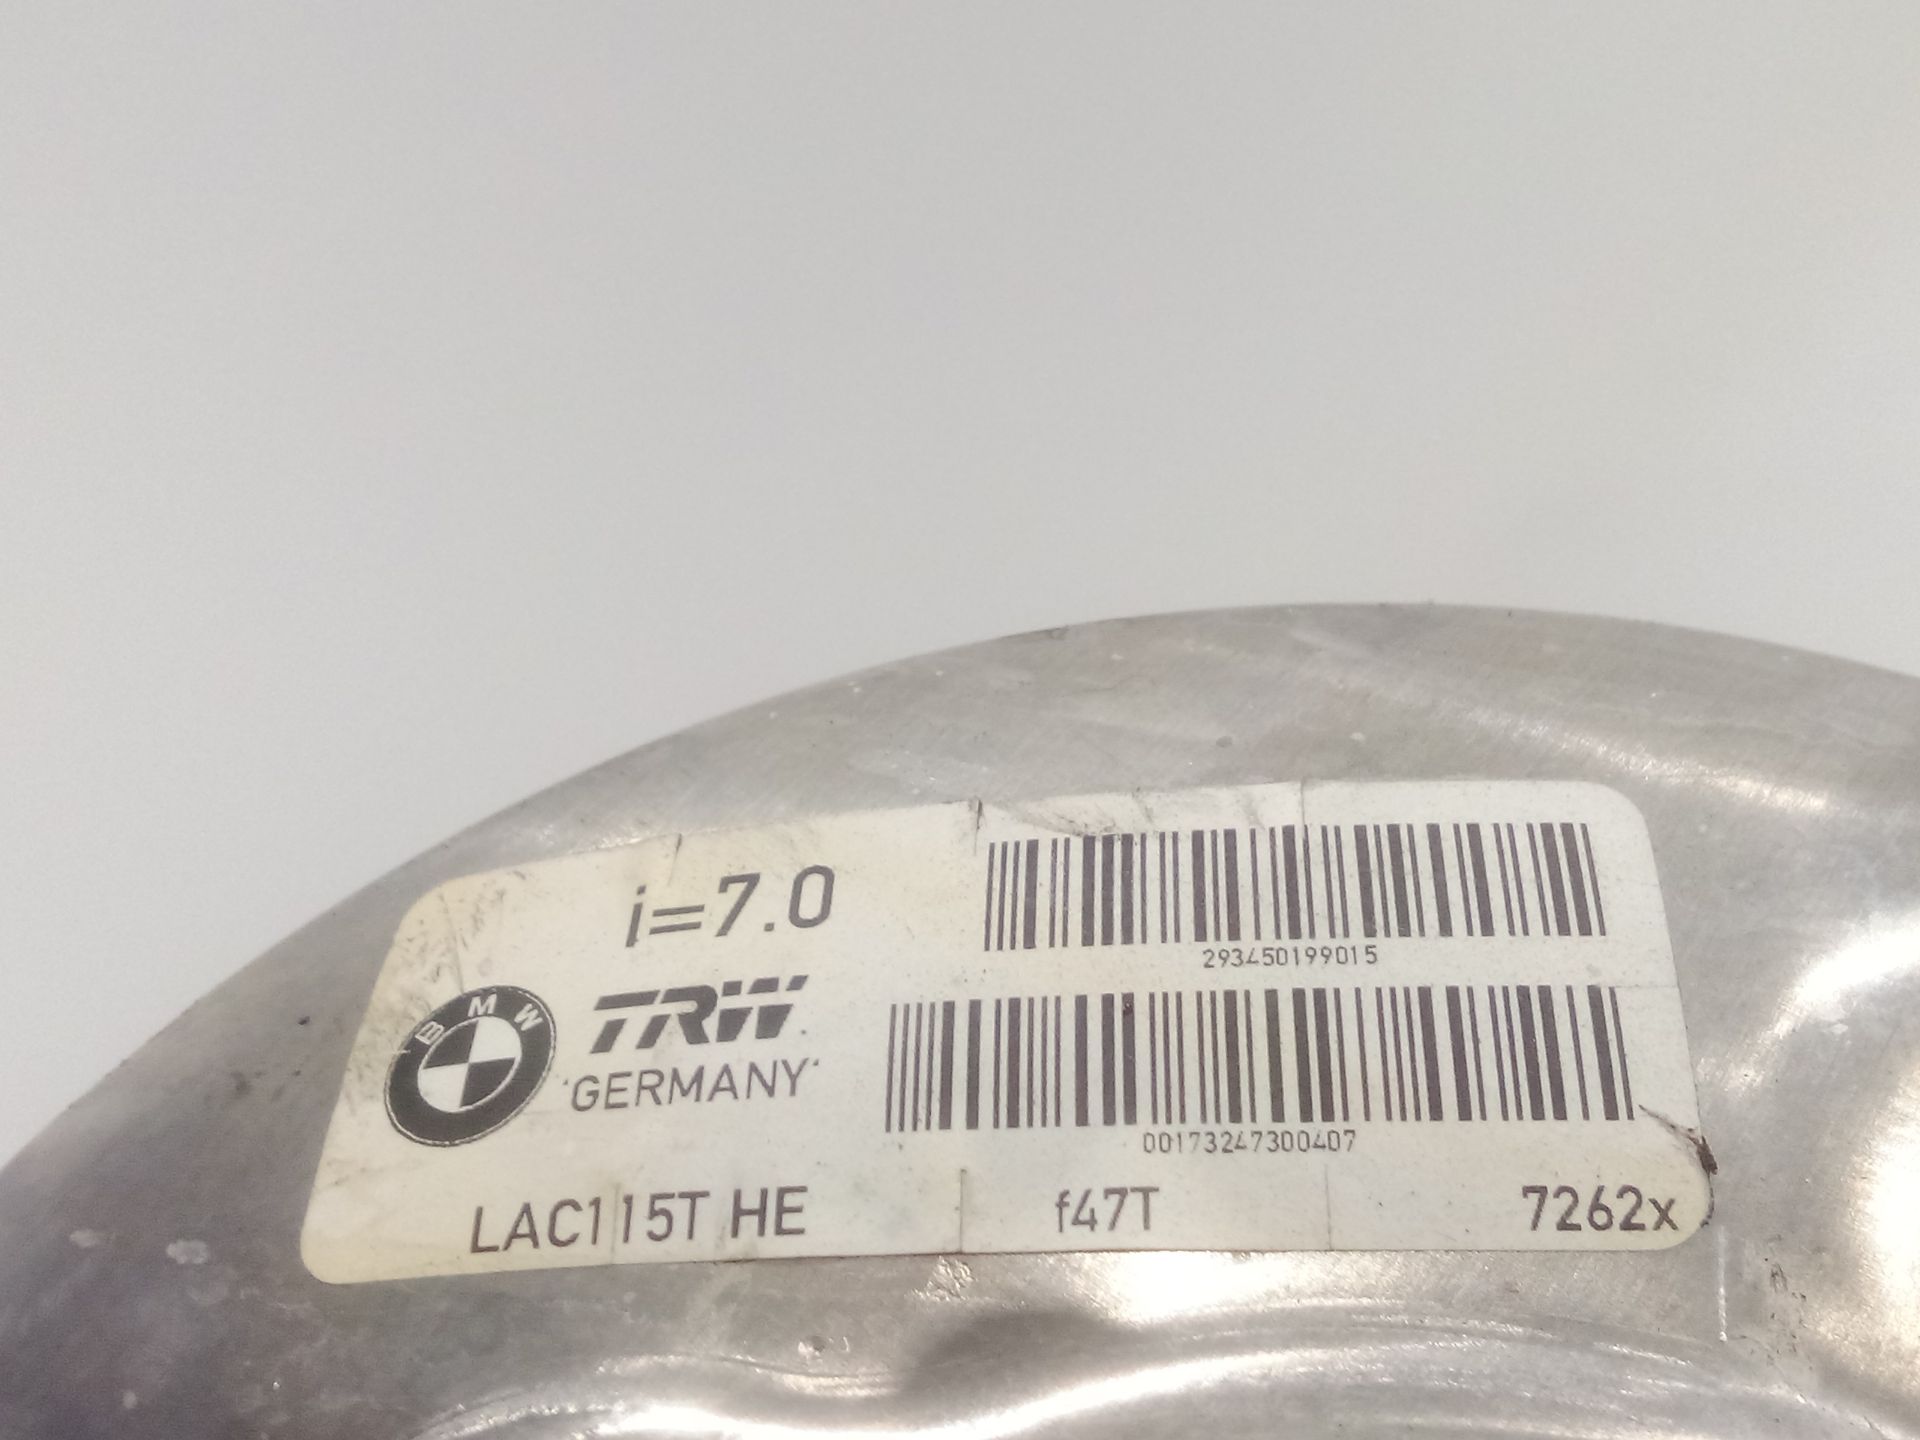 i=7.0
293450199015
BMW
TRW
GERMANY
00173247300407
LAC115T HE f47T 7262x